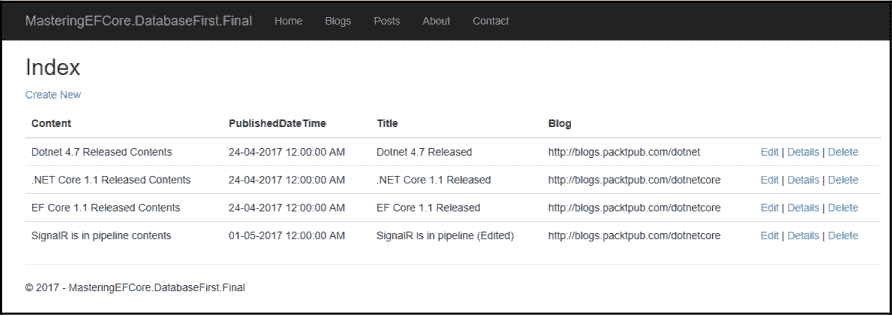 MasteringEFCore.DatabaseFirst.Final Home Blogs Posts About Contact
Index
Create New
Content PublishedDateTime Title Blog
Dotnet 4.7 Released Contents 24-04-2017 12:00:00 AM Dotnet 4.7 Released http://blogs.packtpub.com/dotnet Edit | Details | Delete
.NET Core 1.1 Released Contents 24-04-2017 12:00:00 AM .NET Core 1.1 Released http://blogs.packtpub.com/dotnetcore Edit | Details | Delete
EF Core 1.1 Released Contents 24-04-2017 12:00:00 AM EF Core 1.1 Released http://blogs.packtpub.com/dotnetcore Edit | Details | Delete
SignalR is in pipeline contents 01-05-2017 12:00:00 AM SignalR is in pipeline (Edited) http://blogs.packtpub.com/dotnetcore Edit | Details | Delete
© 2017 - MasteringEFCore.DatabaseFirst.Final